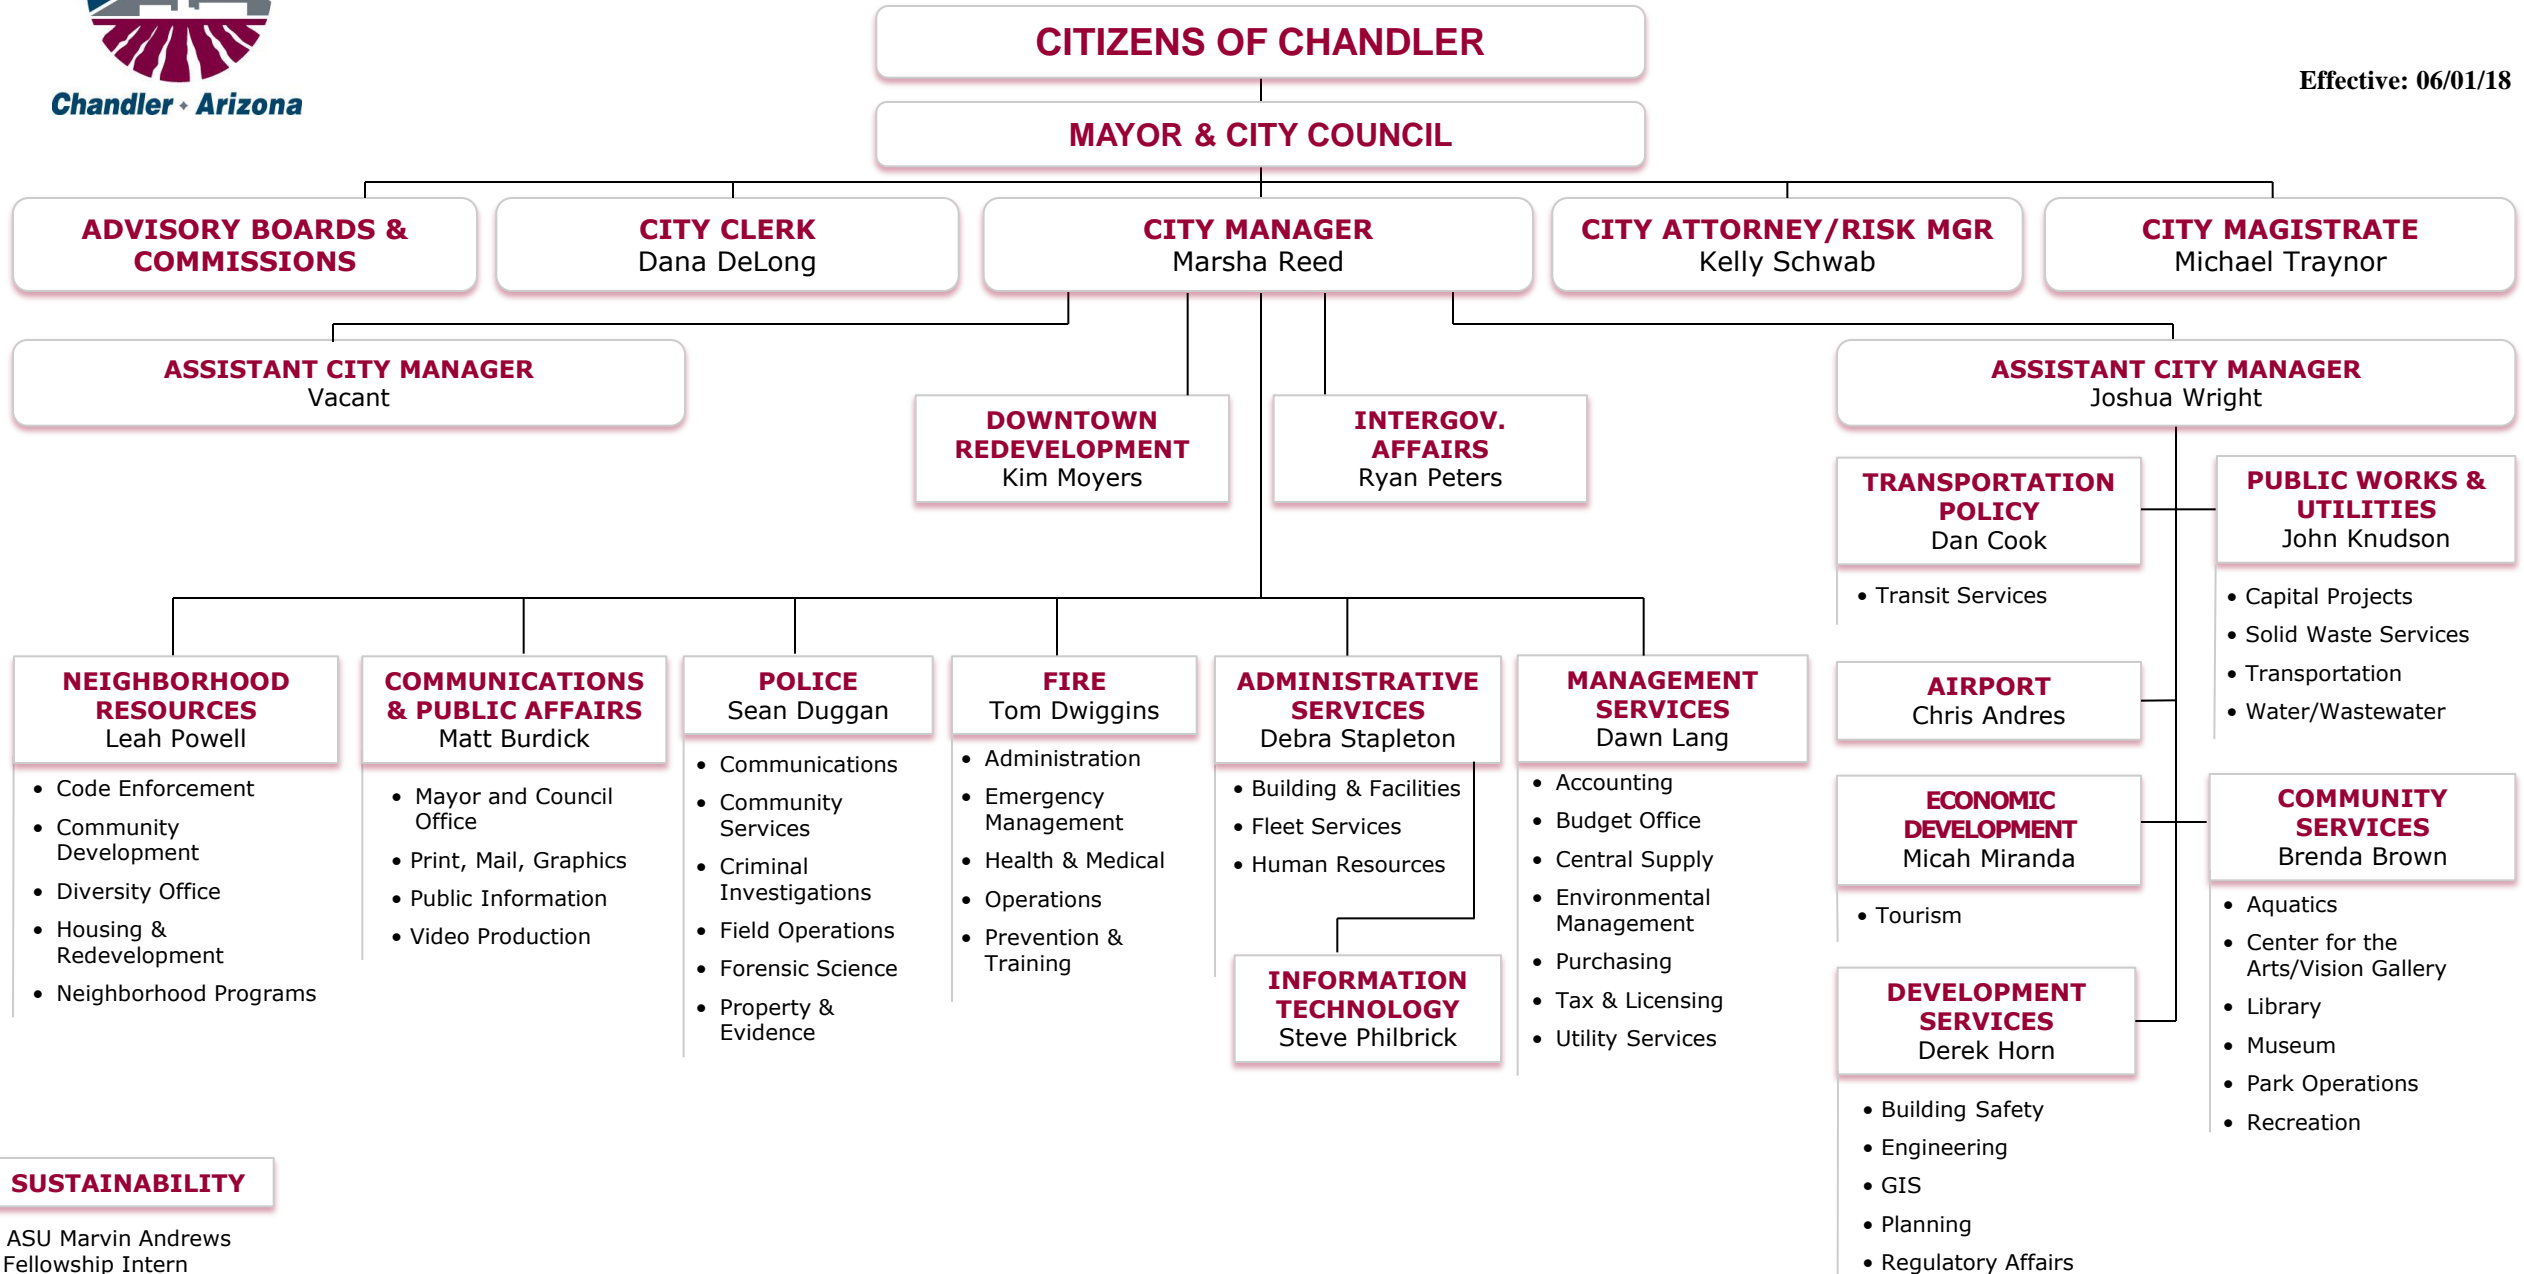 Chandler ✦ Arizona
Effective: 06/01/18
CITIZENS OF CHANDLER
MAYOR & CITY COUNCIL
ADVISORY BOARDS &
COMMISSIONS
CITY CLERK
Dana DeLong
CITY MANAGER
Marsha Reed
CITY ATTORNEY/RISK MGR
Kelly Schwab
CITY MAGISTRATE
Michael Traynor
ASSISTANT CITY MANAGER
Vacant
DOWNTOWN
REDEVELOPMENT
Kim Moyers
INTERGOV.
AFFAIRS
Ryan Peters
ASSISTANT CITY MANAGER
Joshua Wright
TRANSPORTATION
POLICY
Dan Cook
• Transit Services
PUBLIC WORKS &
UTILITIES
John Knudson
• Capital Projects
• Solid Waste Services
• Transportation
• Water/Wastewater
NEIGHBORHOOD
RESOURCES
Leah Powell
• Code Enforcement
• Community
Development
• Diversity Office
• Housing &
Redevelopment
• Neighborhood Programs
COMMUNICATIONS
& PUBLIC AFFAIRS
Matt Burdick
• Mayor and Council
Office
• Print, Mail, Graphics
• Public Information
• Video Production
POLICE
Sean Duggan
• Communications
• Community
Services
• Criminal
Investigations
• Field Operations
• Forensic Science
• Property &
Evidence
FIRE
Tom Dwiggins
• Administration
• Emergency
Management
• Health & Medical
• Operations
• Prevention &
Training
ADMINISTRATIVE
SERVICES
Debra Stapleton
• Building & Facilities
• Fleet Services
• Human Resources
INFORMATION
TECHNOLOGY
Steve Philbrick
MANAGEMENT
SERVICES
Dawn Lang
• Accounting
• Budget Office
• Central Supply
• Environmental
Management
• Purchasing
• Tax & Licensing
• Utility Services
AIRPORT
Chris Andres
ECONOMIC
DEVELOPMENT
Micah Miranda
• Tourism
COMMUNITY
SERVICES
Brenda Brown
• Aquatics
• Center for the
Arts/Vision Gallery
• Library
• Museum
• Park Operations
• Recreation
DEVELOPMENT
SERVICES
Derek Horn
• Building Safety
• Engineering
• GIS
• Planning
• Regulatory Affairs
SUSTAINABILITY
ASU Marvin Andrews
Fellowship Intern